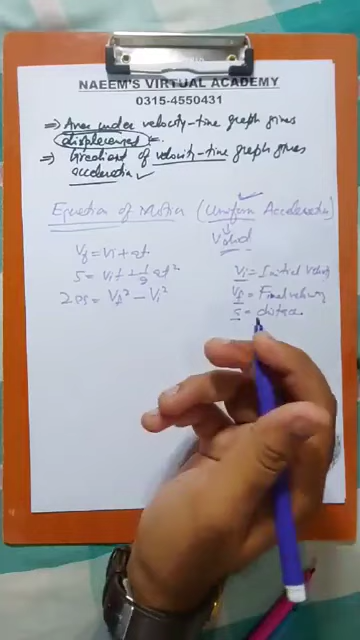 NAEEM'S VIRTUAL ACADEMY
0315-4550431
⇒ Area under velocity-time graph gives
displacement ←.
⇒ Gradient of velocity-time graph gives
acceleration ✓
Equation of Motion (Uniform Acceleration)
↓
Valid
Vf = Vi + at
S = Vit + 1/2 at²
2as = Vf² - Vi²
Vi = Initial velocity
Vf = Final velocity
S =